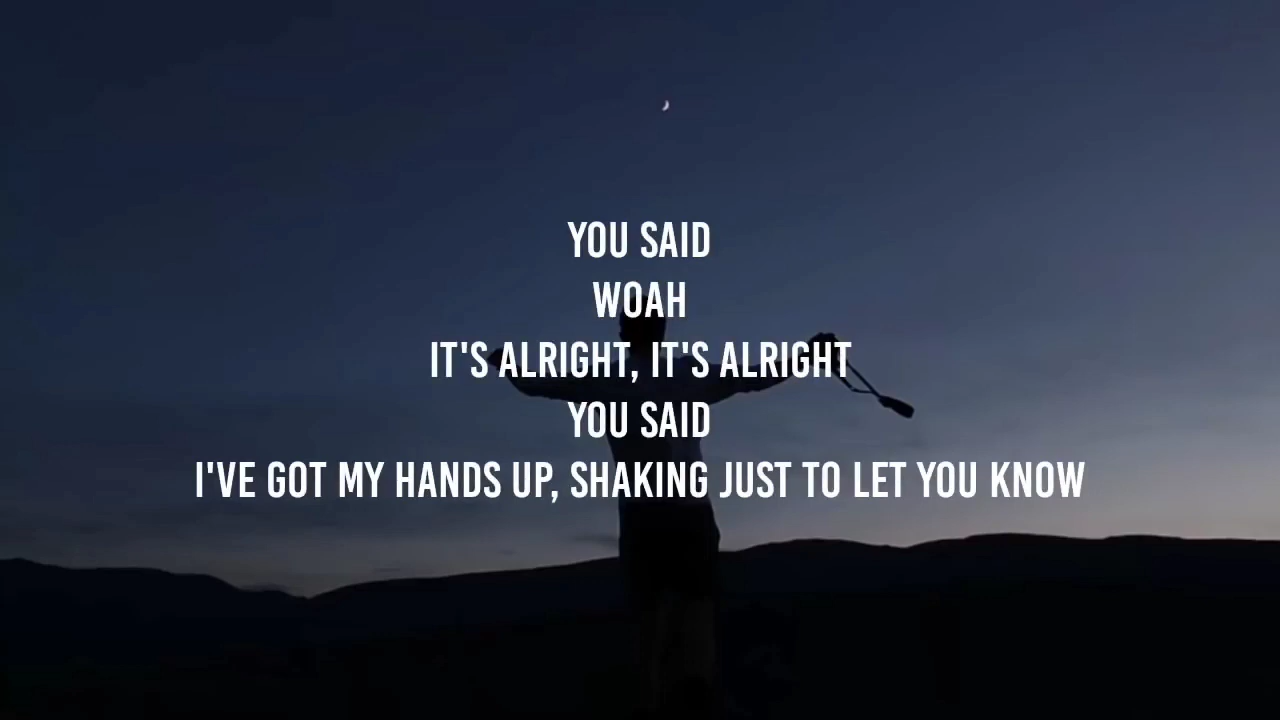 YOU SAID
WOAH
IT'S ALRIGHT, IT'S ALRIGHT
YOU SAID
I'VE GOT MY HANDS UP, SHAKING JUST TO LET YOU KNOW